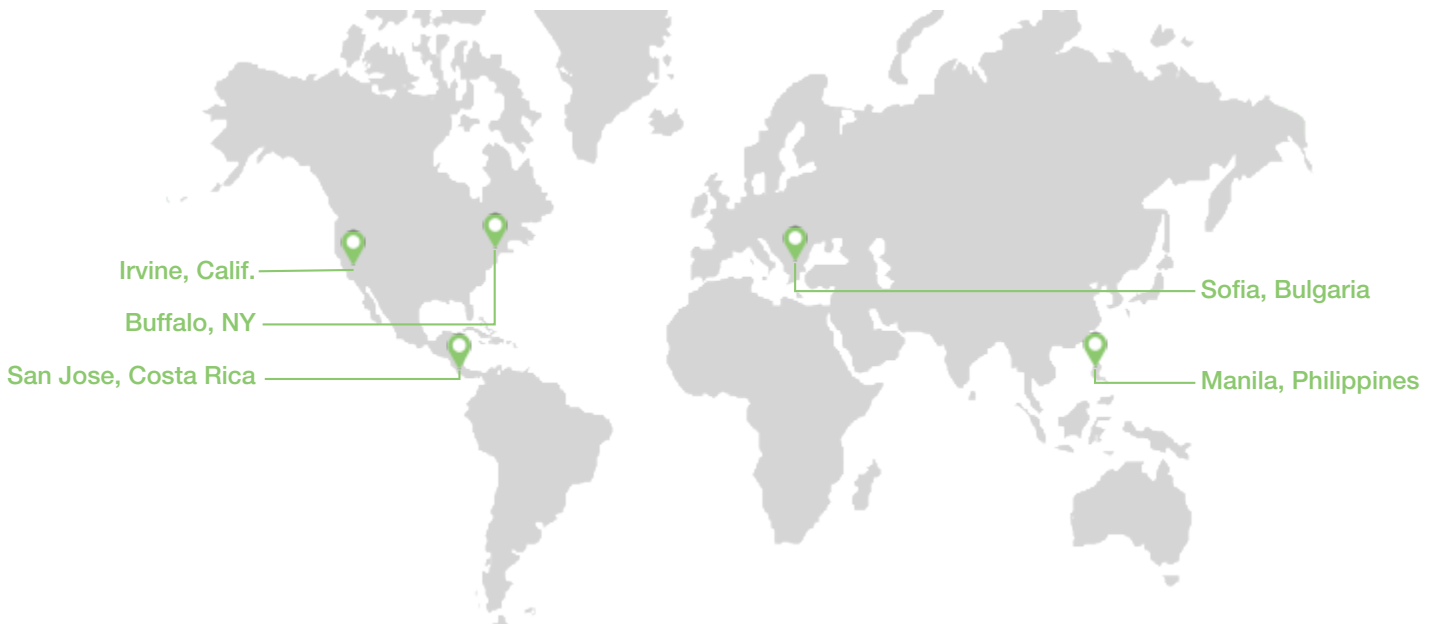 Irvine, Calif.
Buffalo, NY
San Jose, Costa Rica
Sofia, Bulgaria
Manila, Philippines